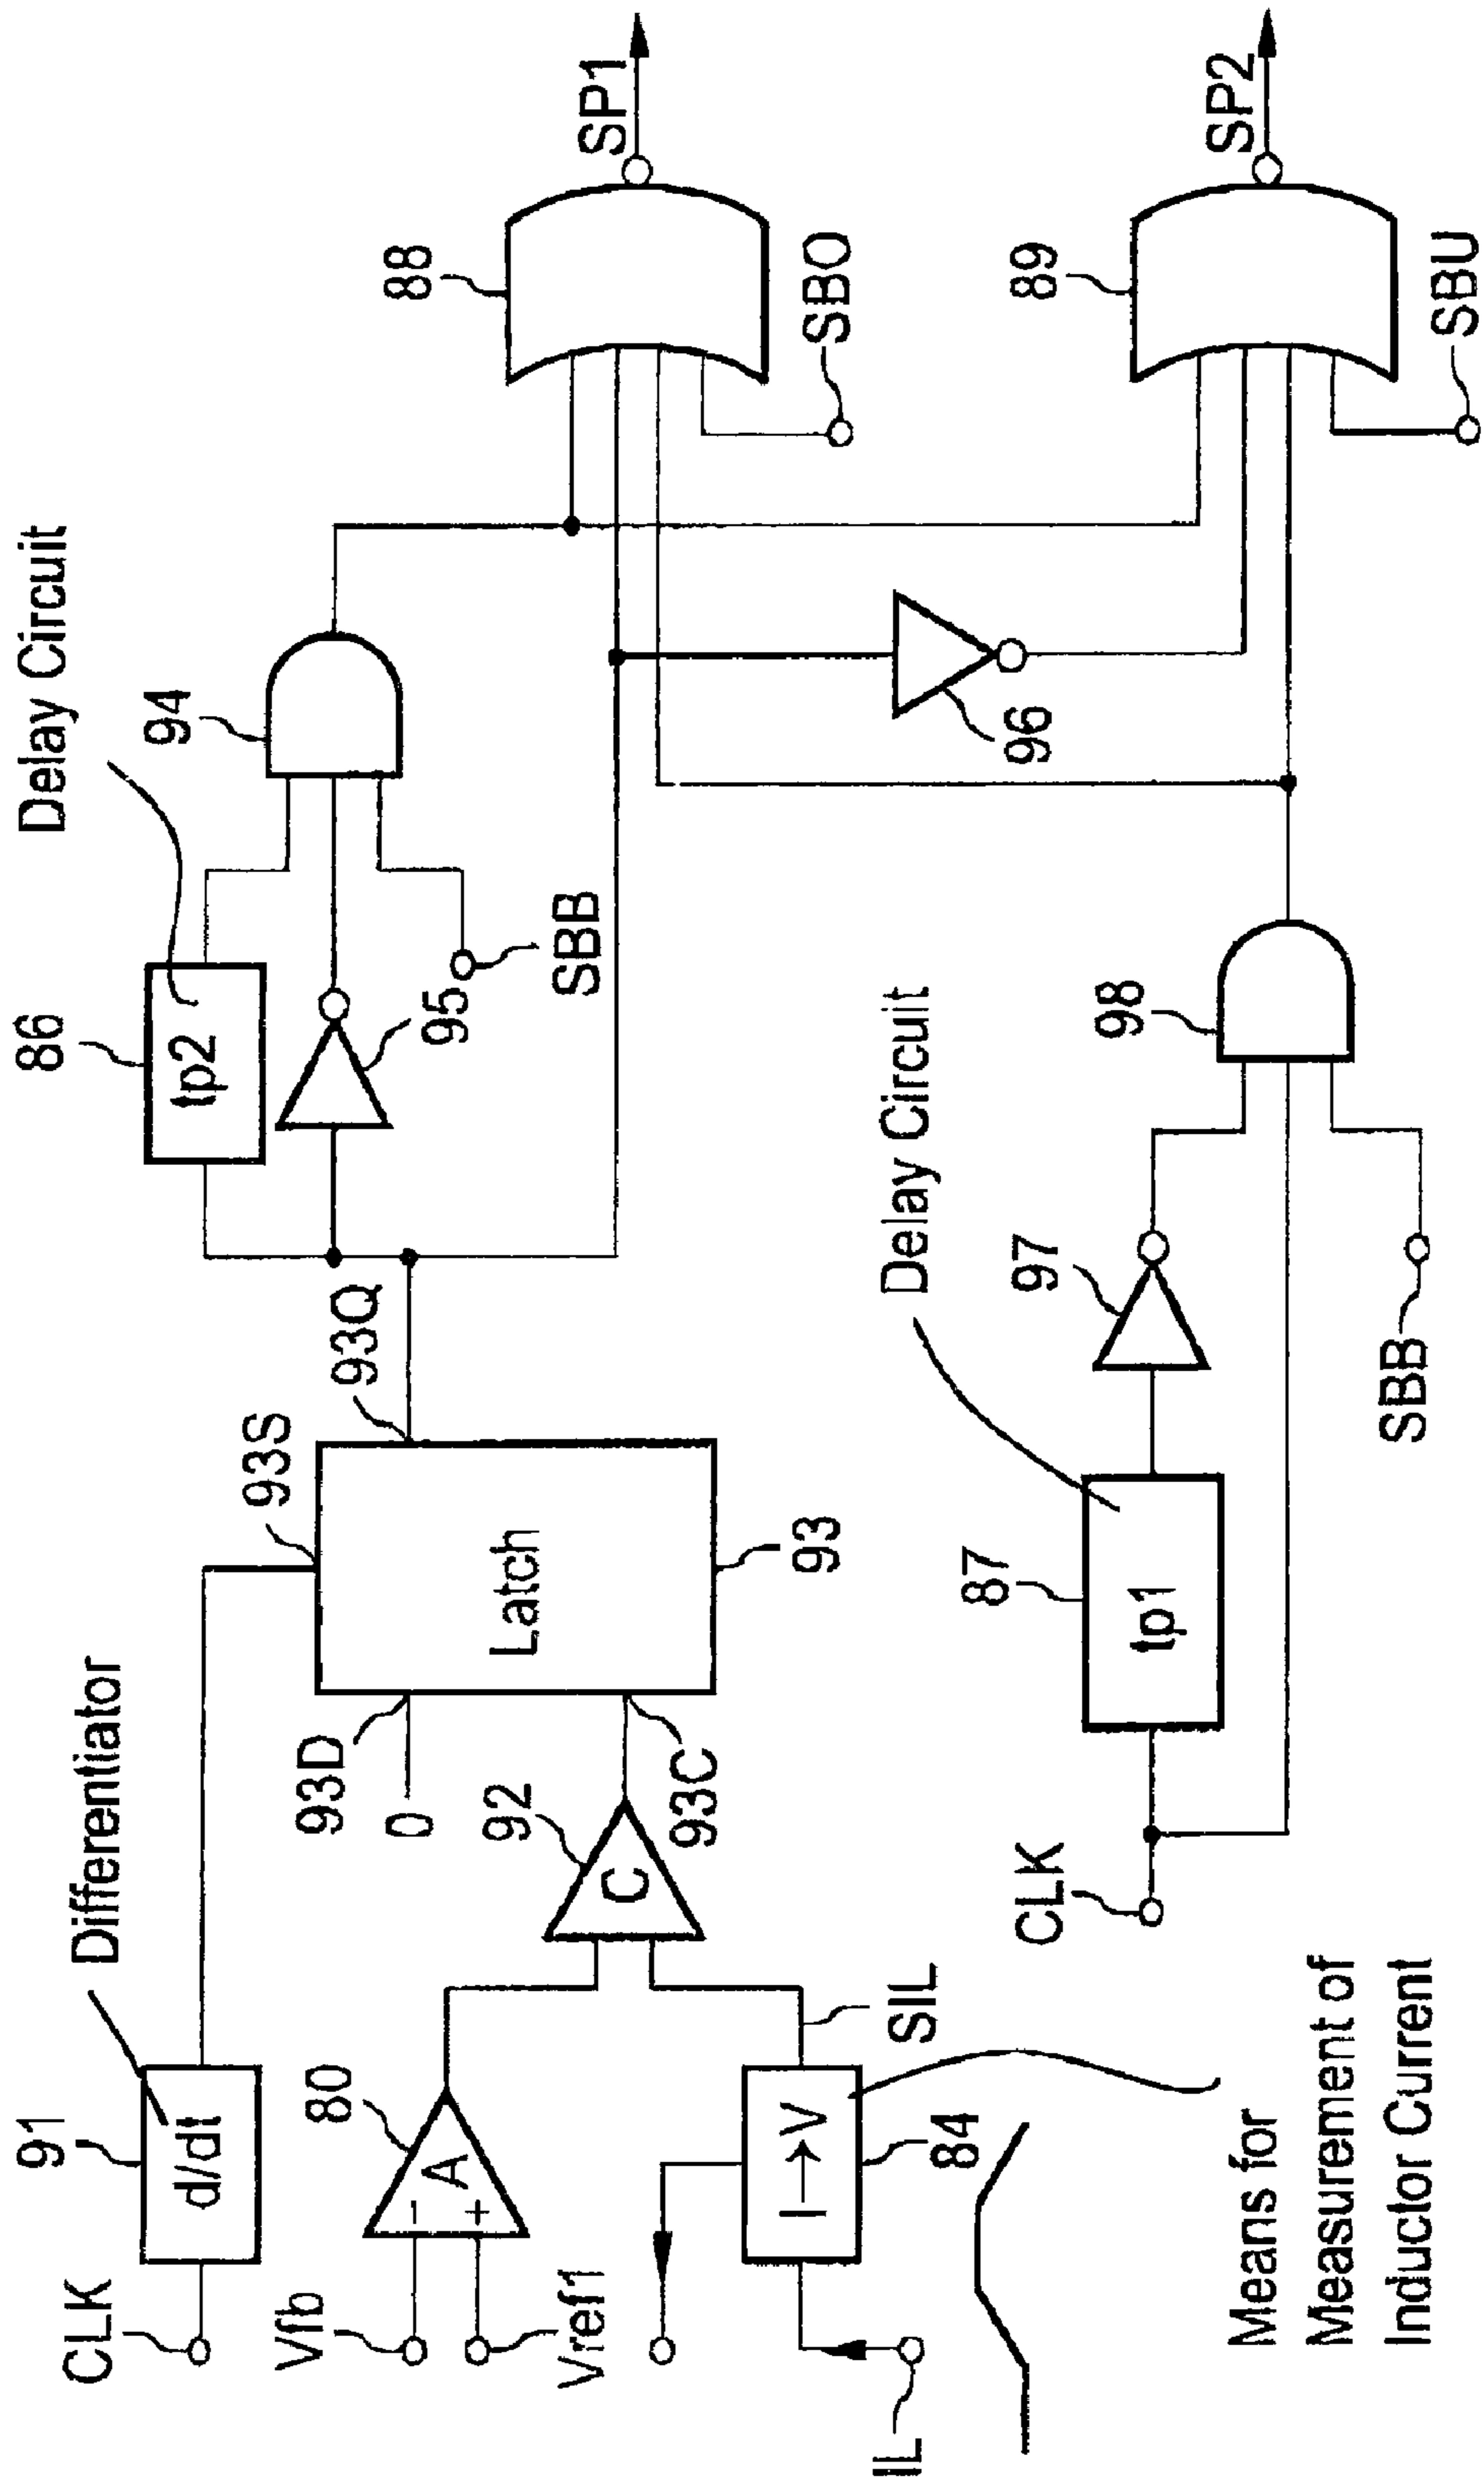 CLK
91
d/dt
Differentiator
93S
93D
0
93Q
Latch
93
93C
Vfb
Vref1
80
A
-
+
92
C
IL
I→V
84
SIL
Means for
Measurement of
Inductor Current
86
tp2
Delay Circuit
95
SBB
94
88
SP1
SBO
96
CLK
87
tp1
Delay Circuit
97
SBB
98
89
SP2
SBU